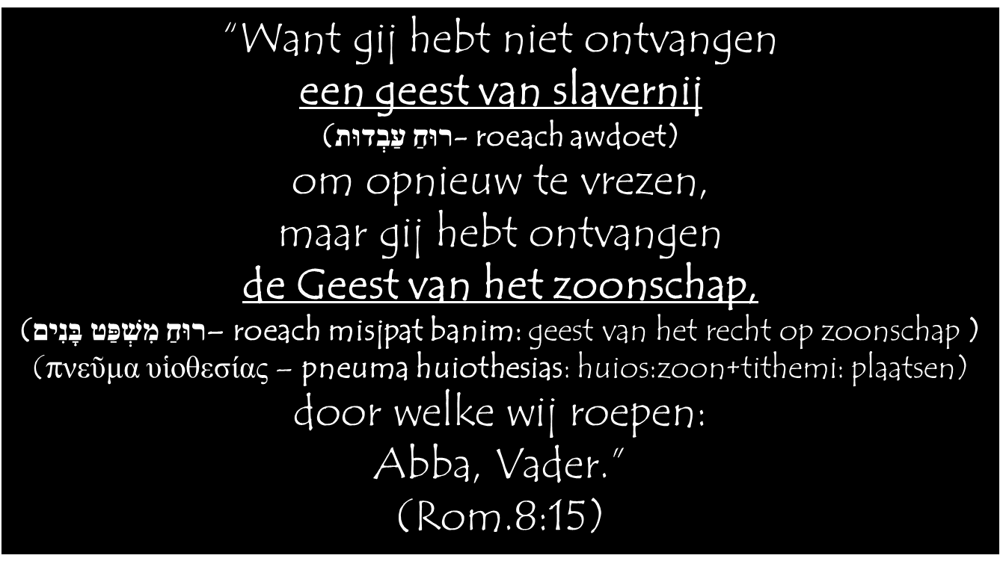 “Want gij hebt niet ontvangen
een geest van slavernij
(רוּחַ עַבְדוּת– roeach awdoet)
om opnieuw te vrezen,
maar gij hebt ontvangen
de Geest van het zoonschap,
(רוּחַ מִשְׁפַּט בָּנִים– roeach misjpat banim: geest van het recht op zoonschap )
(πνεῦμα υἱοθεσίας – pneuma huiothesias: huios:zoon+tithemi: plaatsen)
door welke wij roepen:
Abba, Vader.”
(Rom.8:15)